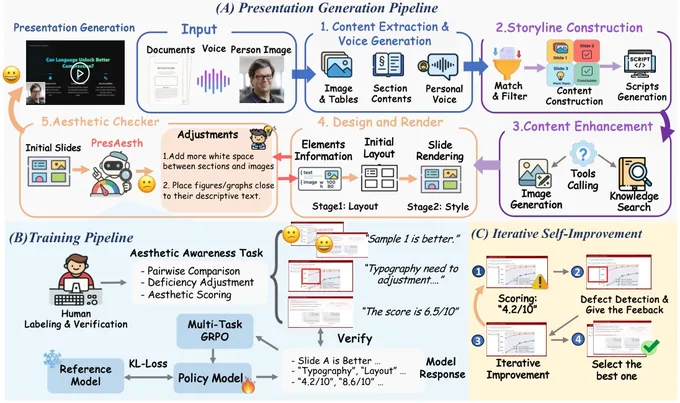 (A) Presentation Generation Pipeline
Presentation Generation
Can Language Unlock Better
Input
Documents
Voice
Person Image
1. Content Extraction &
Voice Generation
Image
& Tables
Section
Contents
Personal
Voice
2.Storyline Construction
Match
& Filter
Slide 1
Slide 2
Slide 3
Conclusion
Content
Construction
SCRIPT
Scripts
Generation
5.Aesthetic Checker
Initial Slides
PresAesth
Adjustments
1.Add more white space
between sections and images
2. Place figures/graphs close
to their descriptive text.
4. Design and Render
Elements
Information
{ text
{ image
Initial
Layout
Slide
Rendering
Stage1: Layout
Stage2: Style
3.Content Enhancement
Image
Generation
Tools
Calling
Knowledge
Search
(B)Training Pipeline
Human
Labeling & Verification
Aesthetic Awareness Task
- Pairwise Comparison
- Deficiency Adjustment
- Aesthetic Scoring
"Sample 1 is better."
"Typography need to
adjustment...."
"The score is 6.5/10"
Multi-Task
GRPO
Verify
Reference
Model
KL-Loss
Policy Model
- Slide A is Better ...
- "Typography", "Layout" ...
- "4.2/10", "8.6/10" ...
Model
Response
(C) Iterative Self-Improvement
1
2
Scoring:
"4.2/10"
Defect Detection &
Give the Feeback
3
4
Iterative
Improvement
Select the
best one